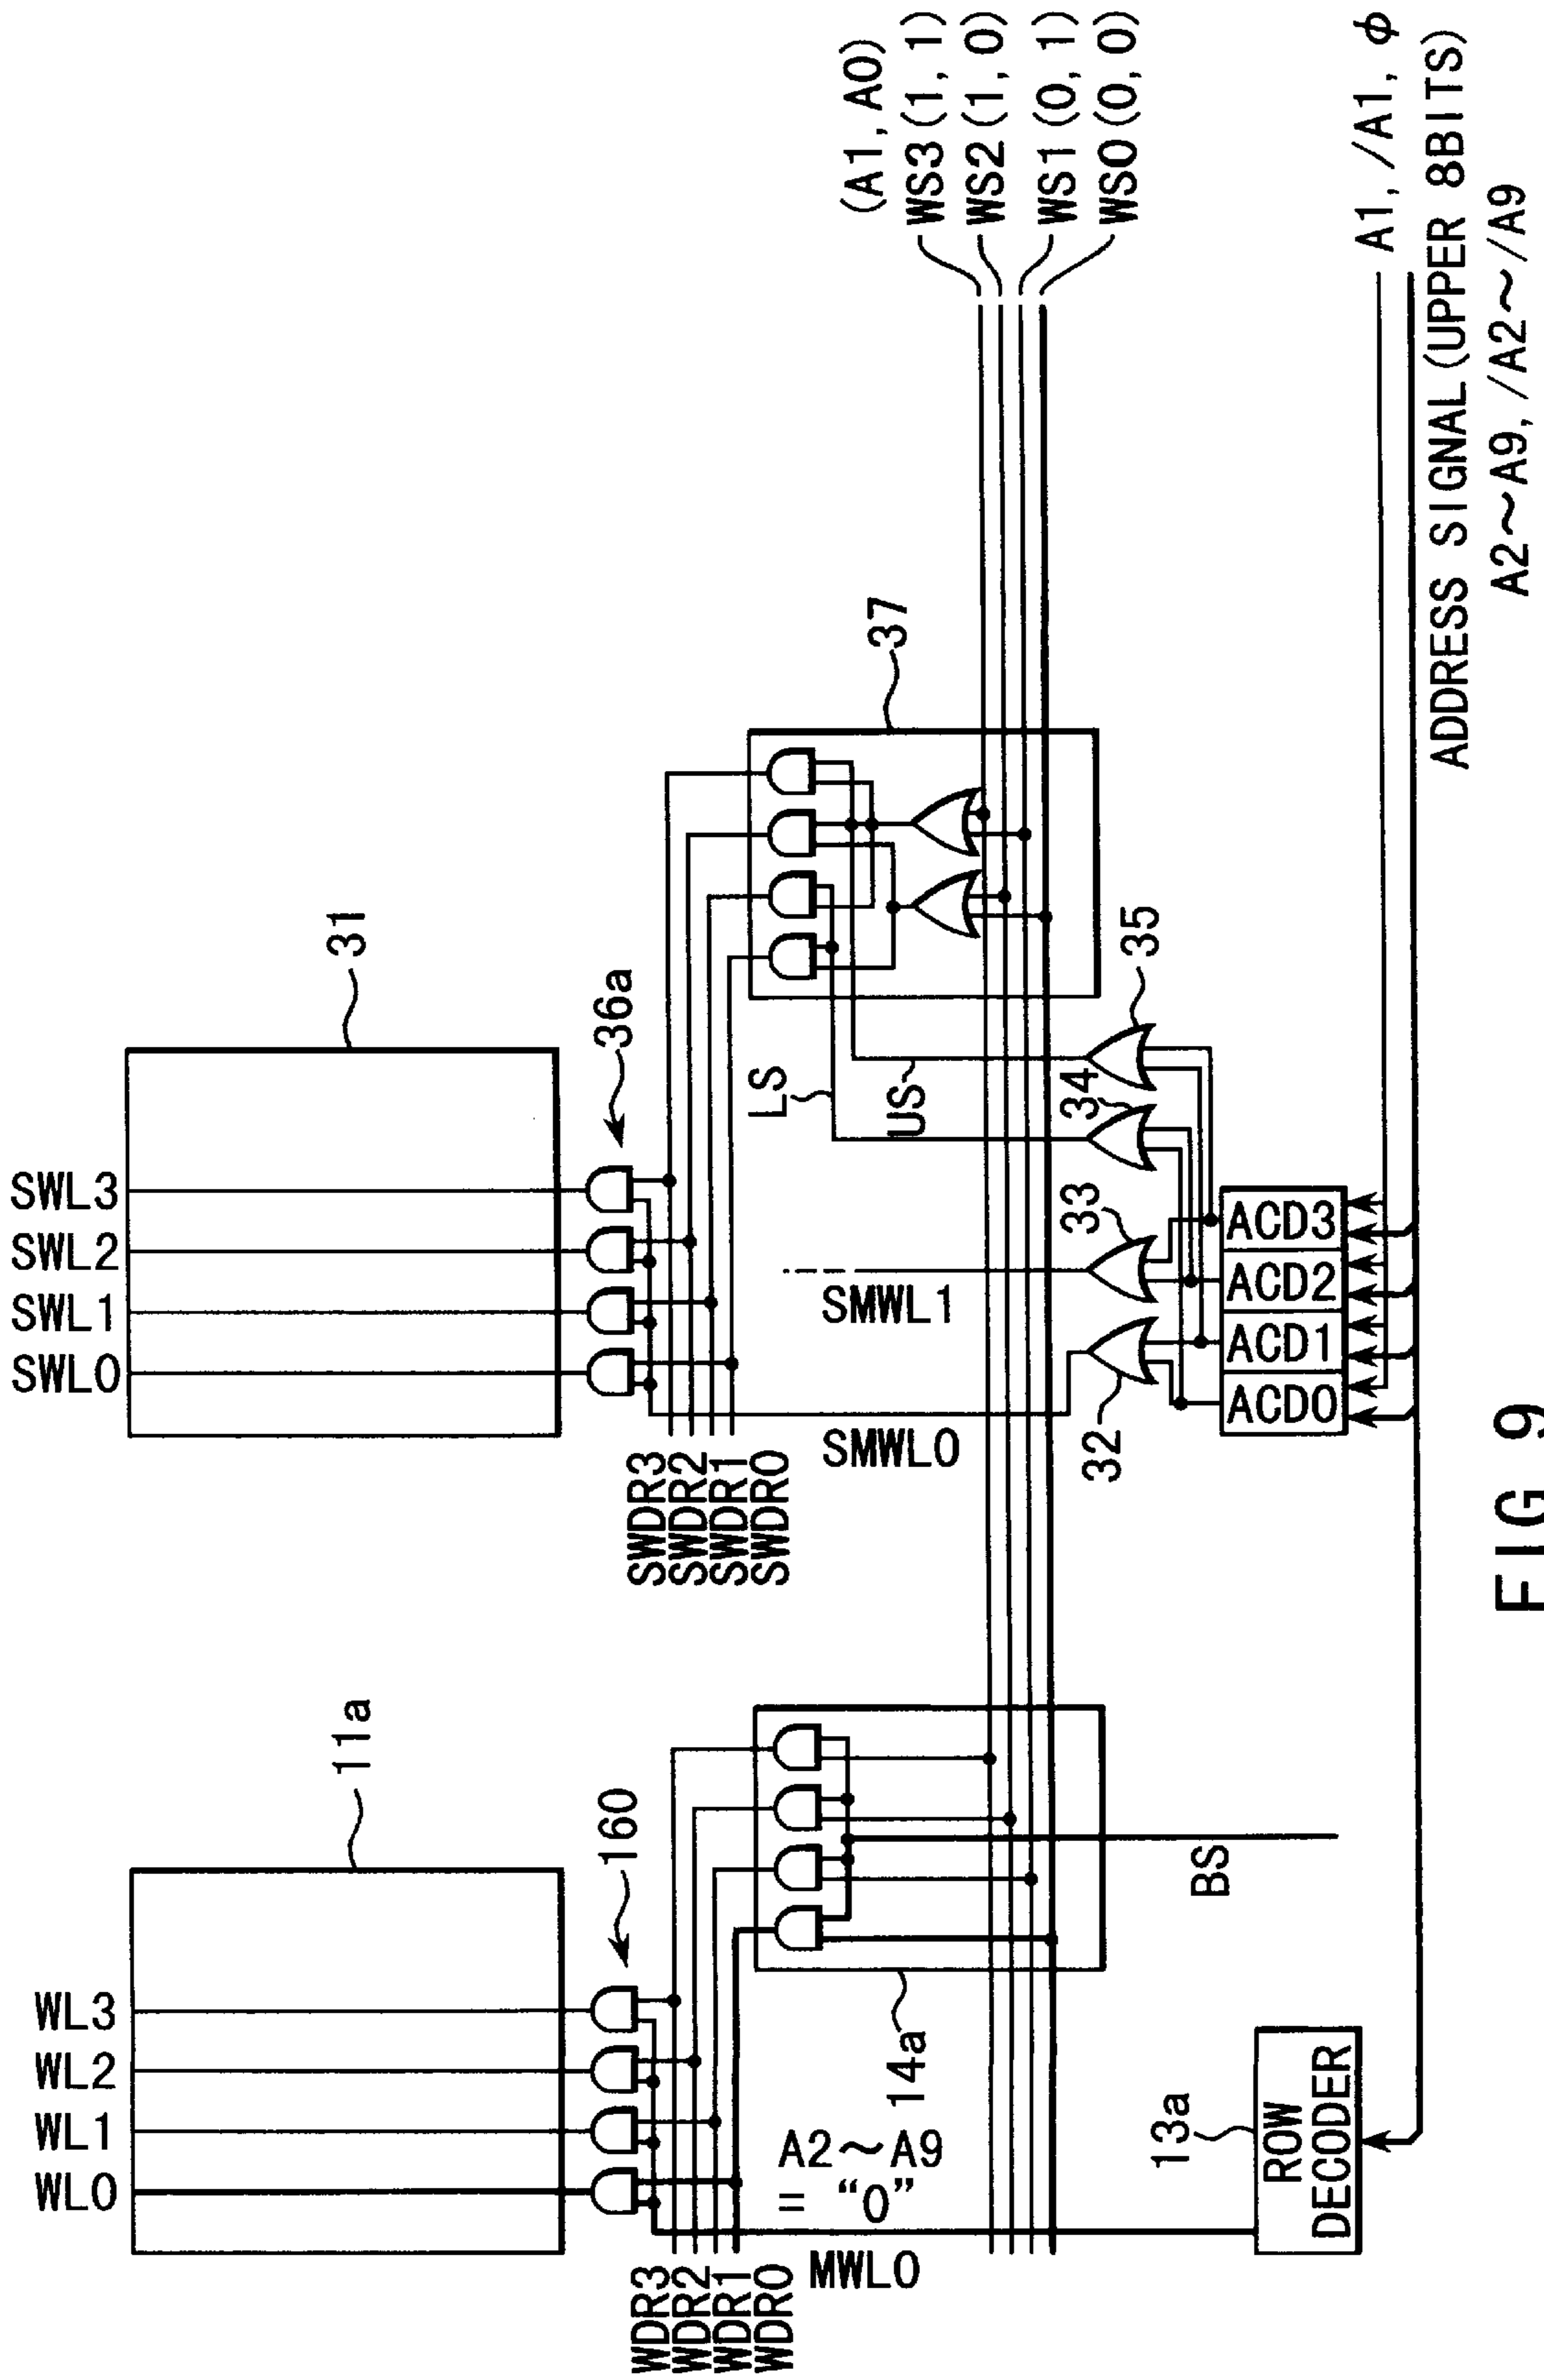 WL3
WL2
WL1
WL0
11a
160
WDR3
WDR2
WDR1
WDR0
MWL0
A2～A9
= “0”
14a
BS
13a
ROW
DECODER
SWL3
SWL2
SWL1
SWL0
31
36a
SWDR3
SWDR2
SWDR1
SWDR0
SMWL0
SMWL1
LS
US
37
32
33
34
35
ACD0
ACD1
ACD2
ACD3
(A1, A0)
WS3 (1, 1)
WS2 (1, 0)
WS1 (0, 1)
WS0 (0, 0)
A1, /A1, φ
ADDRESS SIGNAL (UPPER 8BITS)
A2～A9, /A2～/A9
FIG 9